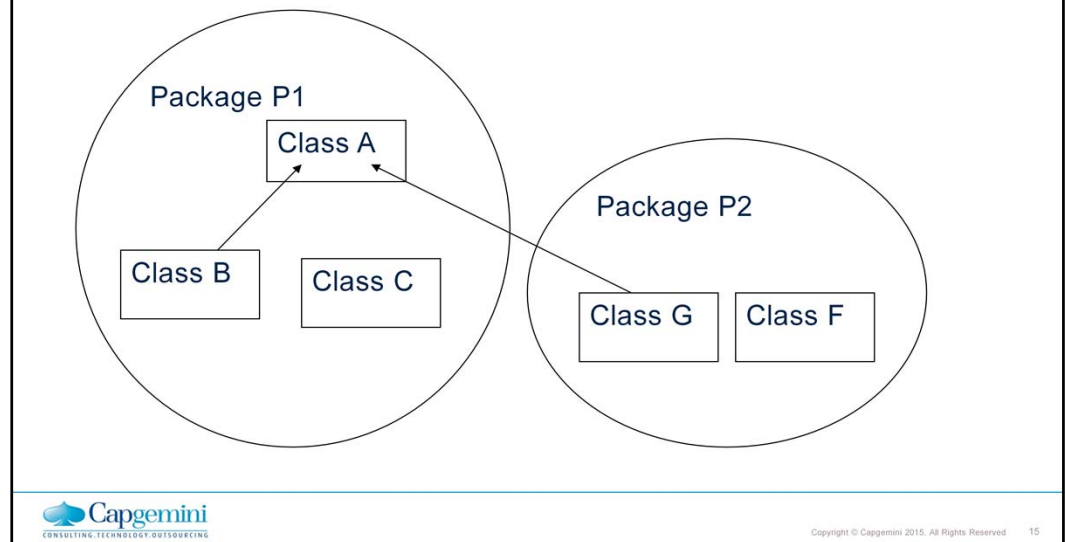 Package P1
Class A
Class B
Class C
Package P2
Class G
Class F
Capgemini
CONSULTING.TECHNOLOGY.OUTSOURCING
Copyright © Capgemini 2015. All Rights Reserved 15